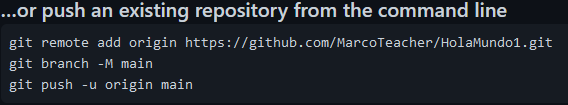 ...or push an existing repository from the command line
git remote add origin https://github.com/MarcoTeacher/HolaMundo1.git
git branch -M main
git push -u origin main